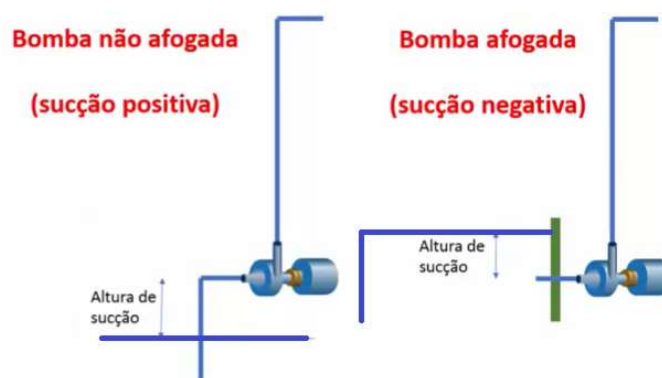 Bomba não afogada
(sucção positiva)
Altura de
sucção
Bomba afogada
(sucção negativa)
Altura de
sucção